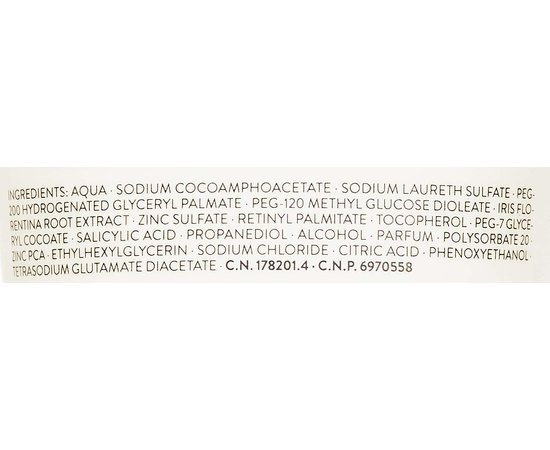 INGREDIENTS: AQUA · SODIUM COCOAMPHOACETATE · SODIUM LAURETH SULFATE · PEG-
200 HYDROGENATED GLYCERYL PALMATE · PEG-120 METHYL GLUCOSE DIOLEATE · IRIS FLO-
RENTINA ROOT EXTRACT · ZINC SULFATE · RETINYL PALMITATE · TOCOPHEROL · PEG-7 GLYCE-
RYL COCOATE · SALICYLIC ACID · PROPANEDIOL · ALCOHOL · PARFUM · POLYSORBATE 20 ·
ZINC PCA · ETHYLHEXYLGLYCERIN · SODIUM CHLORIDE · CITRIC ACID · PHENOXYETHANOL ·
TETRASODIUM GLUTAMATE DIACETATE · C.N. 178201.4 · C.N.P. 6970558